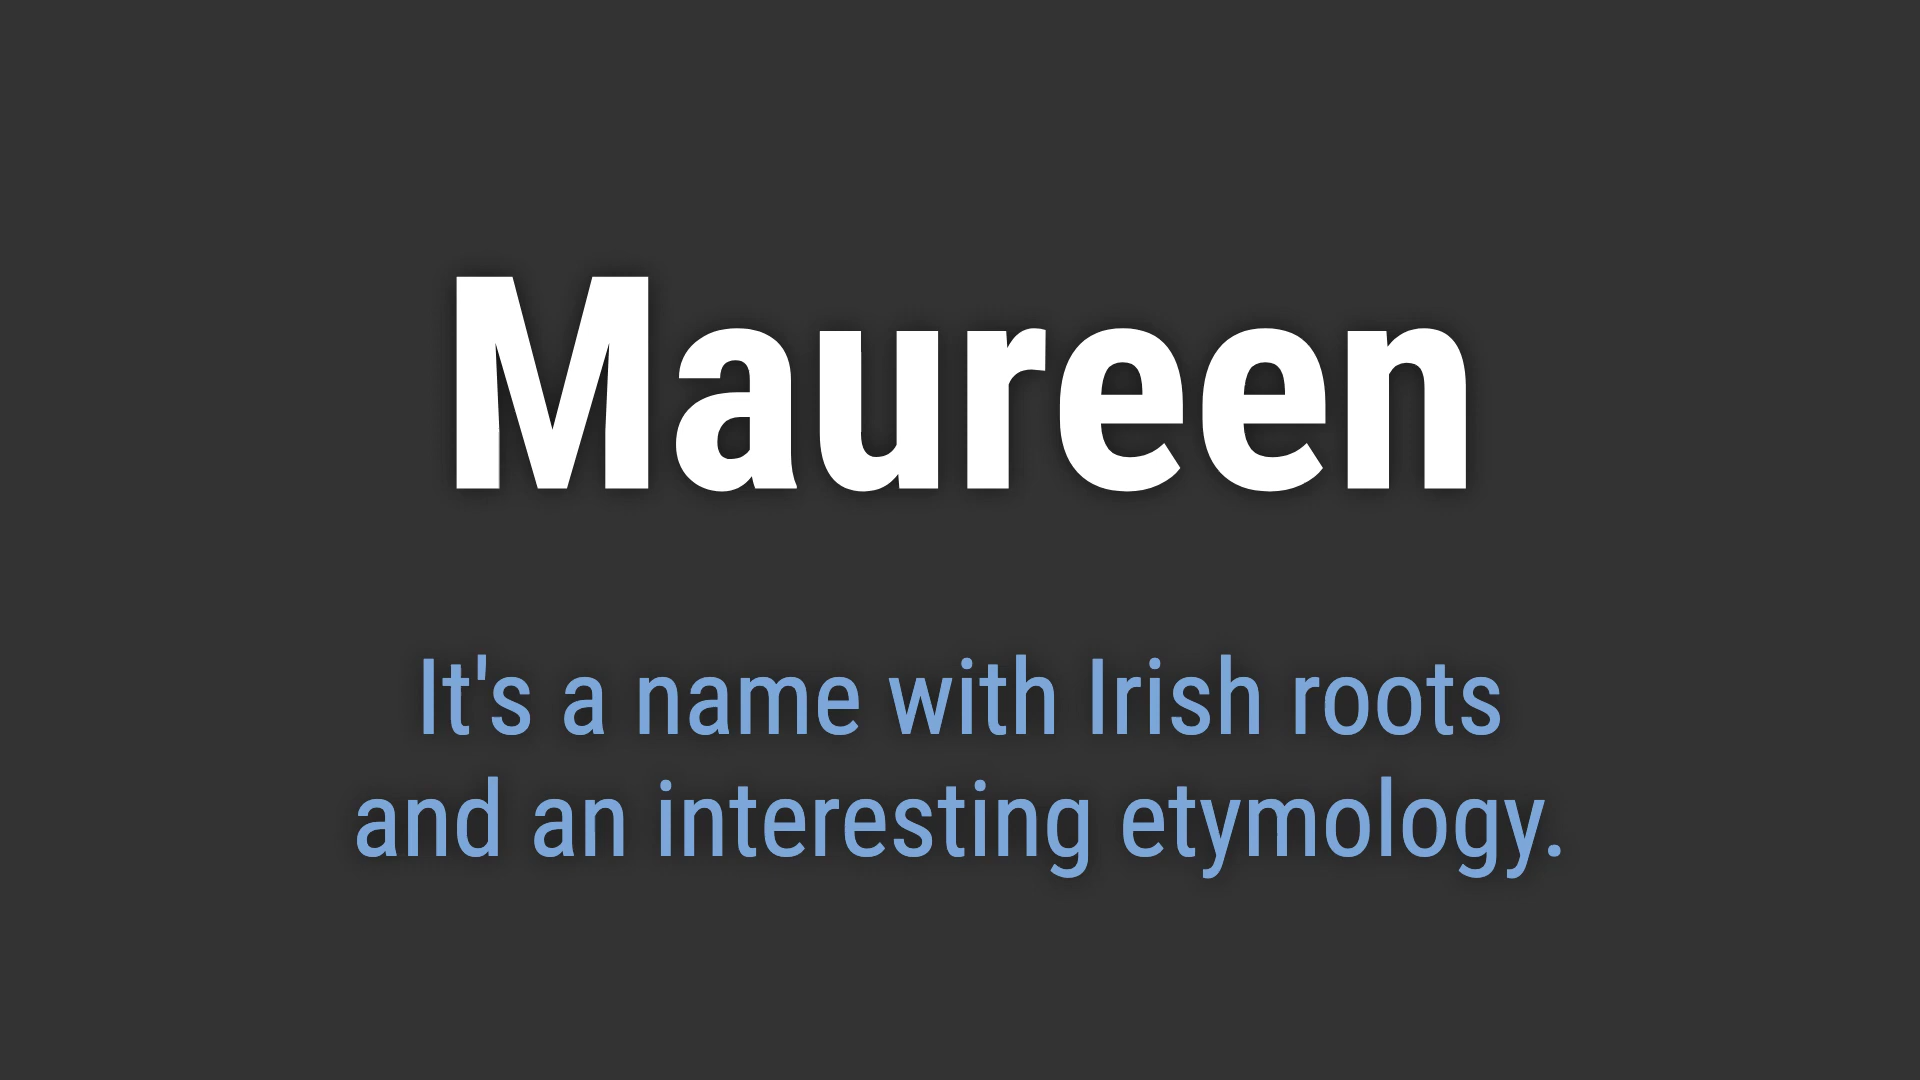 Maureen
It's a name with Irish roots
and an interesting etymology.